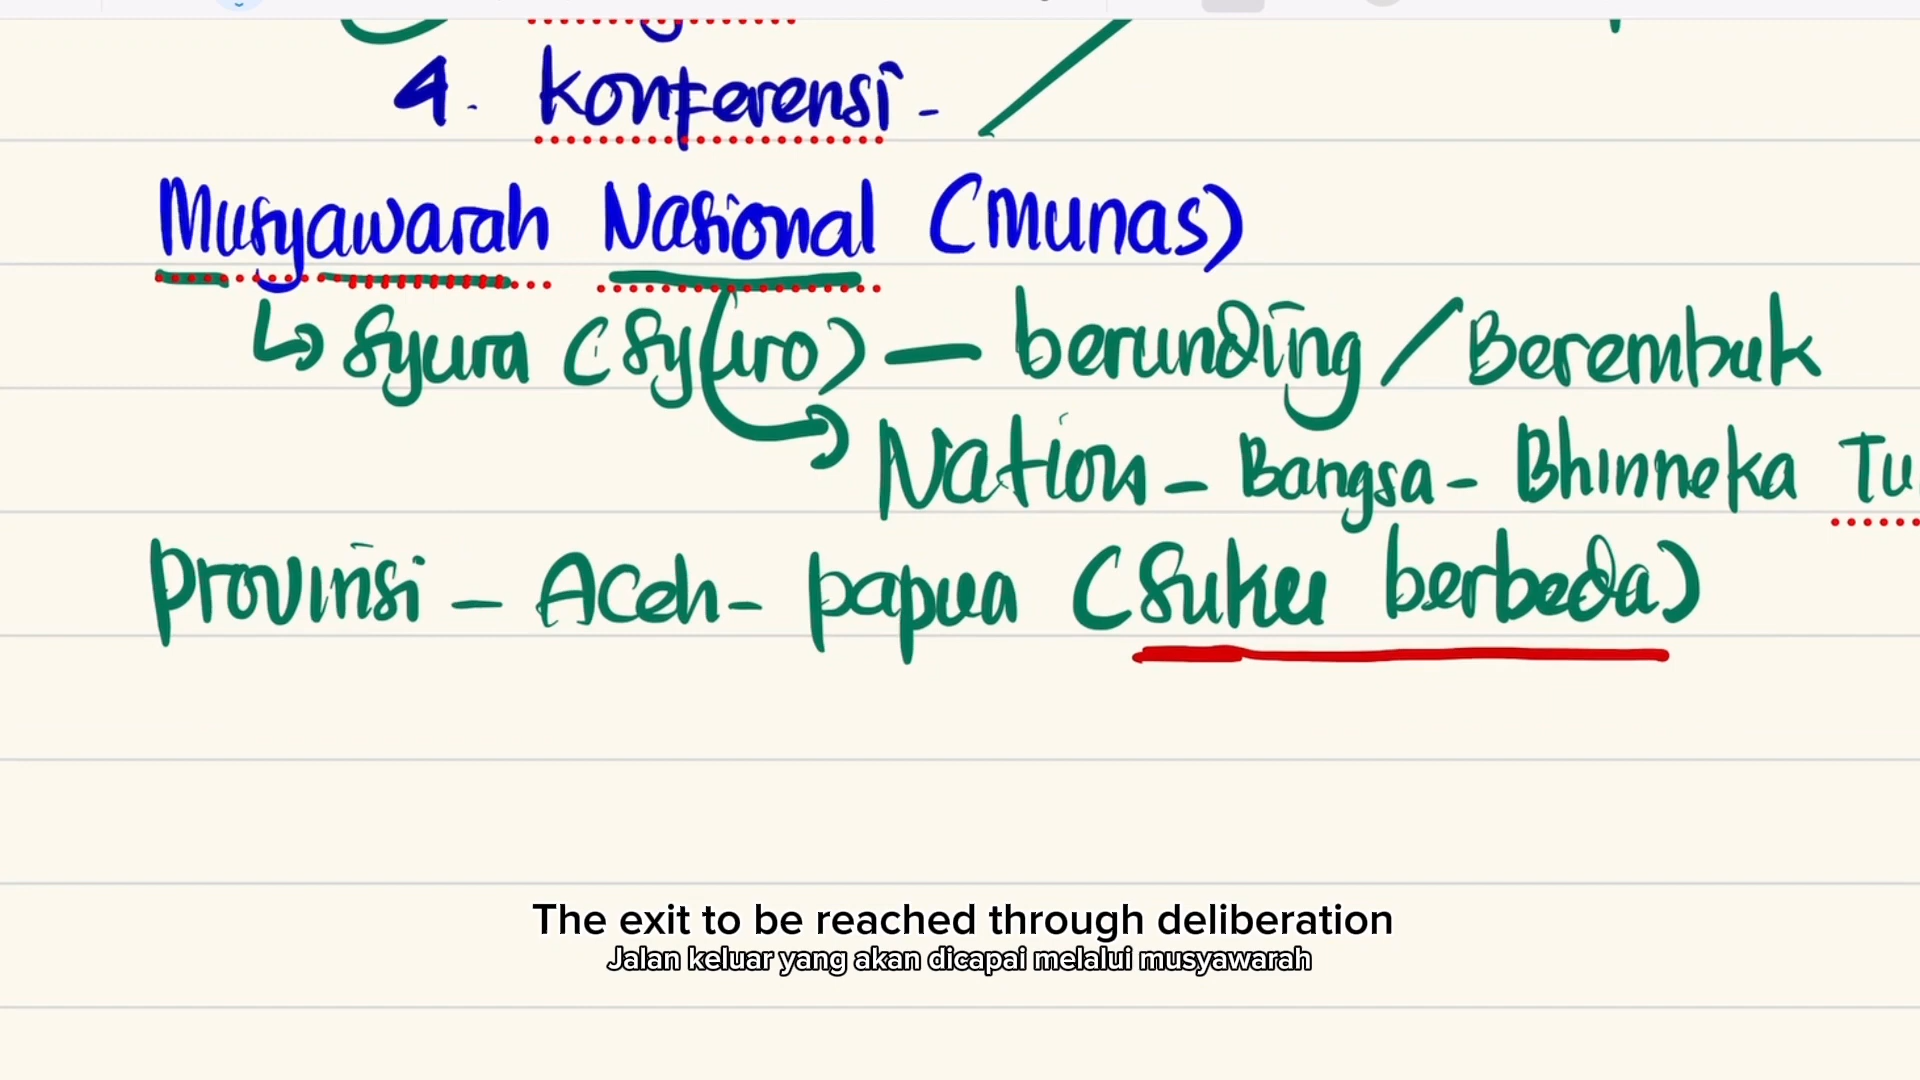 4. Konferensi -
Musyawarah Nasional (Munas)
↳ Syura (Syuro) — berunding / Berembuk
Nation - Bangsa - Bhinneka Tu
Provinsi - Aceh - papua (Suku berbeda)
The exit to be reached through deliberation
Jalan keluar yang akan dicapai melalui musyawarah